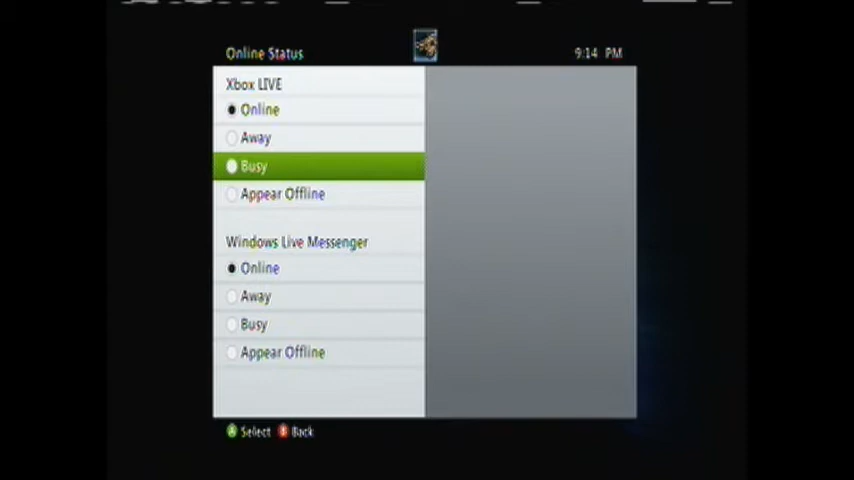 Online Status
9:14 PM
Xbox LIVE
Online
Away
Busy
Appear Offline
Windows Live Messenger
Online
Away
Busy
Appear Offline
A Select B Back